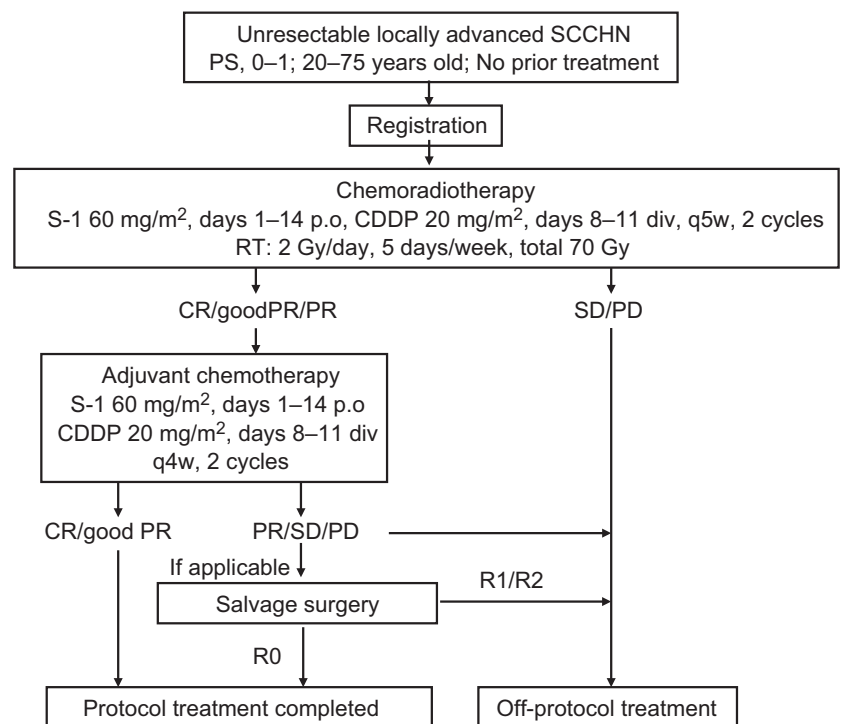 Unresectable locally advanced SCCHN
PS, 0–1; 20–75 years old; No prior treatment
Registration
Chemoradiotherapy
S-1 60 mg/m², days 1–14 p.o, CDDP 20 mg/m², days 8–11 div, q5w, 2 cycles
RT: 2 Gy/day, 5 days/week, total 70 Gy
CR/goodPR/PR
SD/PD
Adjuvant chemotherapy
S-1 60 mg/m², days 1–14 p.o
CDDP 20 mg/m², days 8–11 div
q4w, 2 cycles
CR/good PR
PR/SD/PD
If applicable
Salvage surgery
R1/R2
R0
Protocol treatment completed
Off-protocol treatment